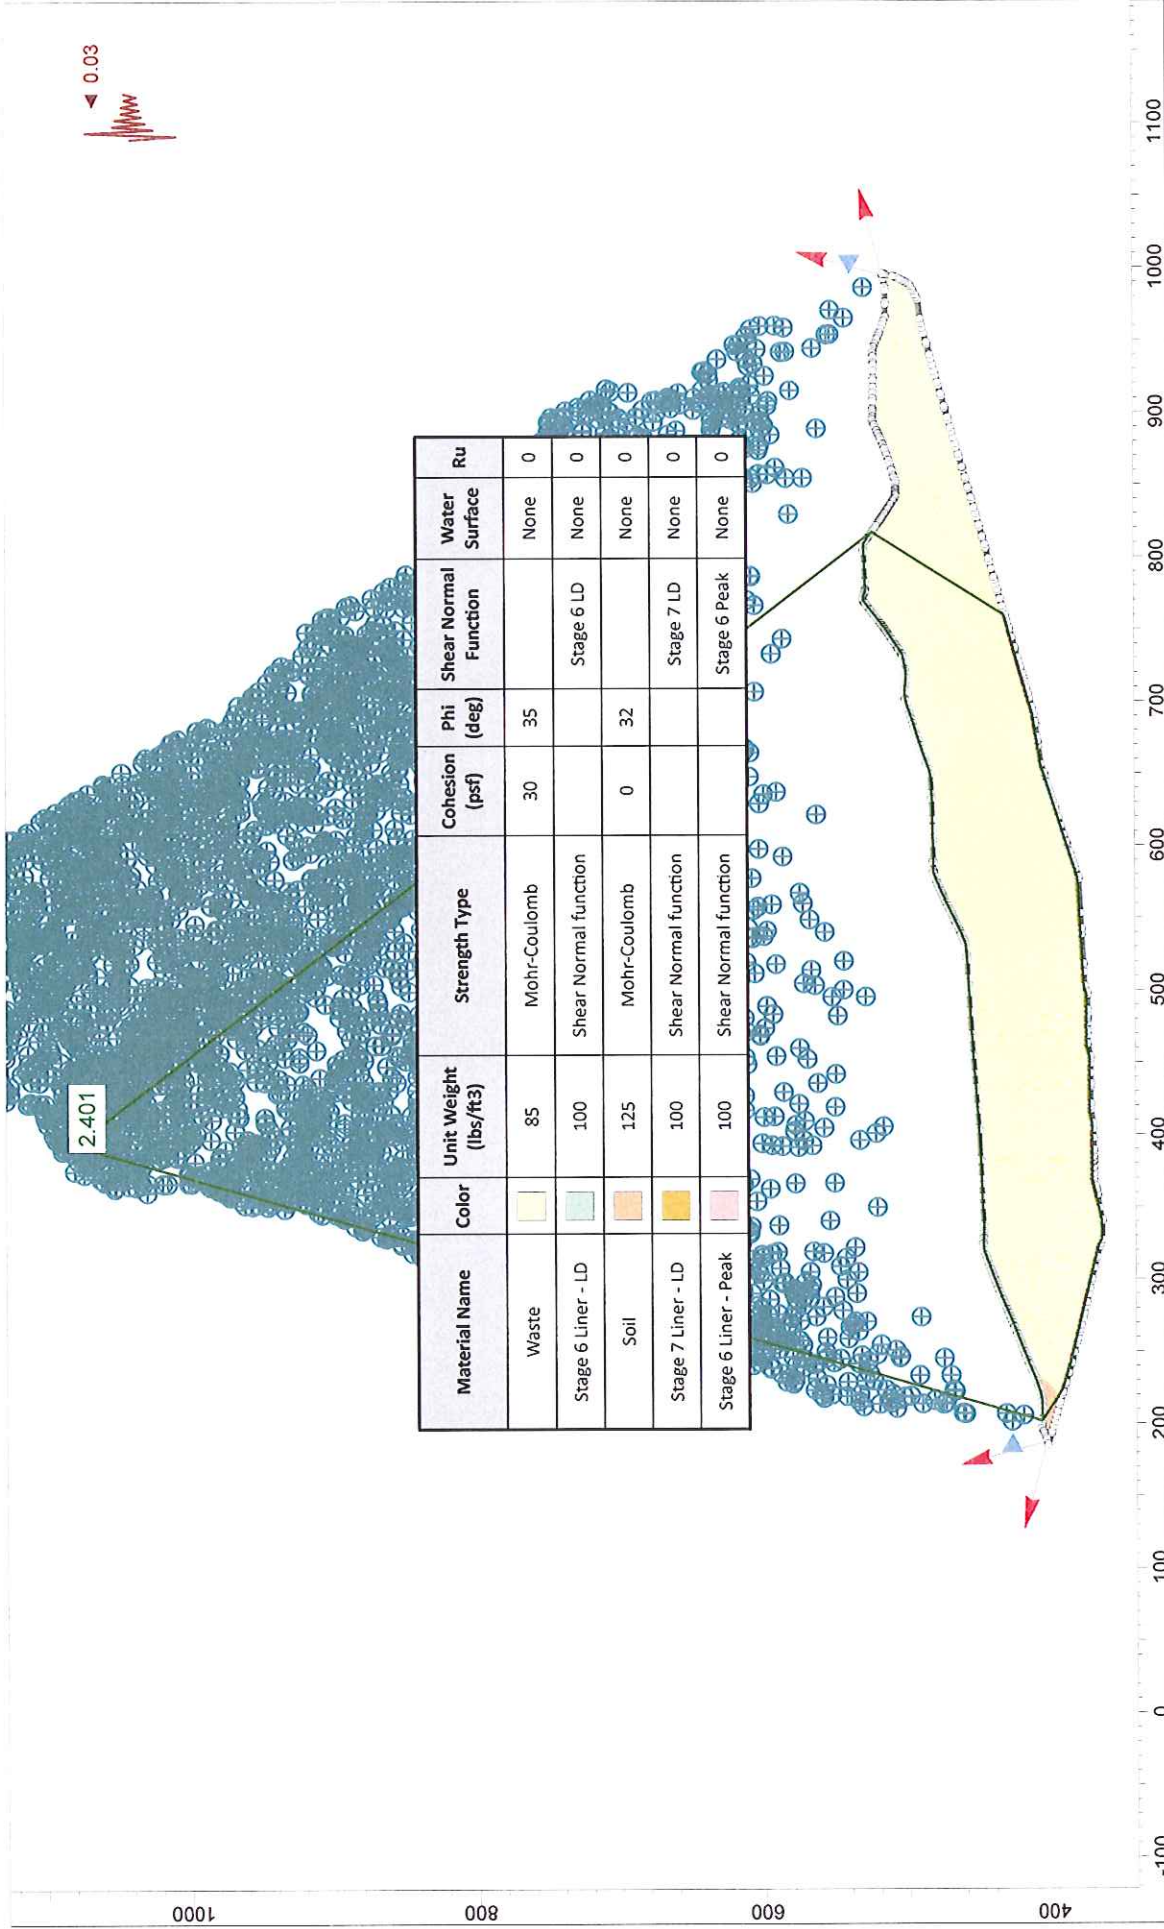 ◄ 0.03
2.401
Material Name Color Unit Weight (lbs/ft3) Strength Type Cohesion (psf) Phi (deg) Shear Normal Function Water Surface Ru
Waste 85 Mohr-Coulomb 30 35 None 0
Stage 6 Liner - LD 100 Shear Normal function Stage 6 LD None 0
Soil 125 Mohr-Coulomb 0 32 None 0
Stage 7 Liner - LD 100 Shear Normal function Stage 7 LD None 0
Stage 6 Liner - Peak 100 Shear Normal function Stage 6 Peak None 0
1000
800
600
400
-100 0 100 200 300 400 500 600 700 800 900 1000 1100